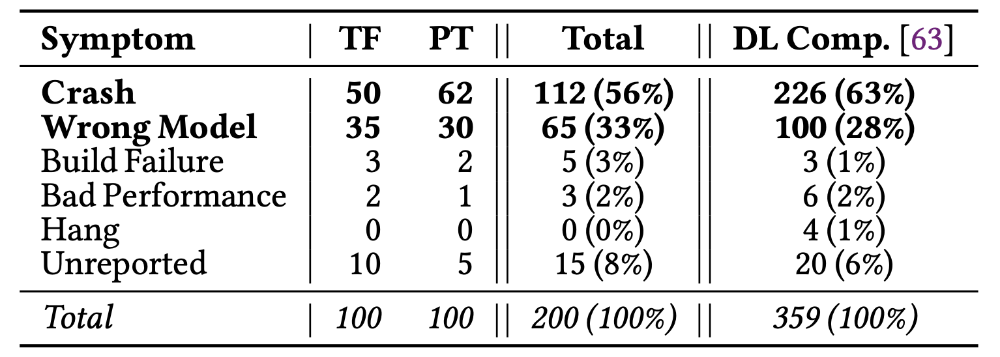 Symptom TF PT Total DL Comp. [63]
Crash 50 62 112 (56%) 226 (63%)
Wrong Model 35 30 65 (33%) 100 (28%)
Build Failure 3 2 5 (3%) 3 (1%)
Bad Performance 2 1 3 (2%) 6 (2%)
Hang 0 0 0 (0%) 4 (1%)
Unreported 10 5 15 (8%) 20 (6%)
Total 100 100 200 (100%) 359 (100%)